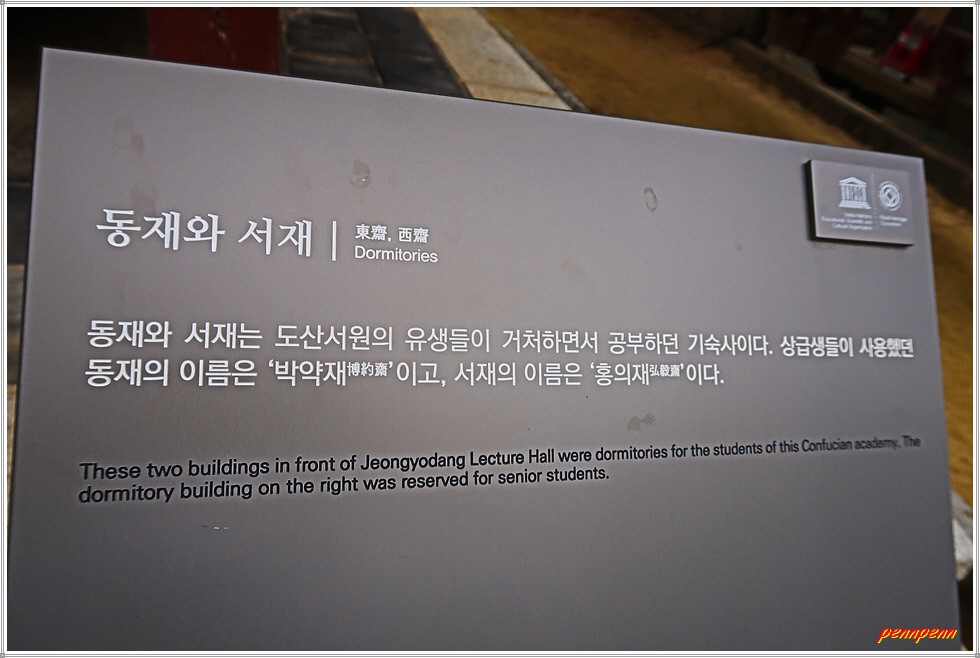 동재와 서재 | 東齋, 西齋
Dormitories
동재와 서재는 도산서원의 유생들이 거처하면서 공부하던 기숙사이다. 상급생들이 사용했던
동재의 이름은 ‘박약재博約齋’이고, 서재의 이름은 ‘홍의재弘毅齋’이다.
These two buildings in front of Jeongyodang Lecture Hall were dormitories for the students of this Confucian academy. The
dormitory building on the right was reserved for senior students.
pennpenn